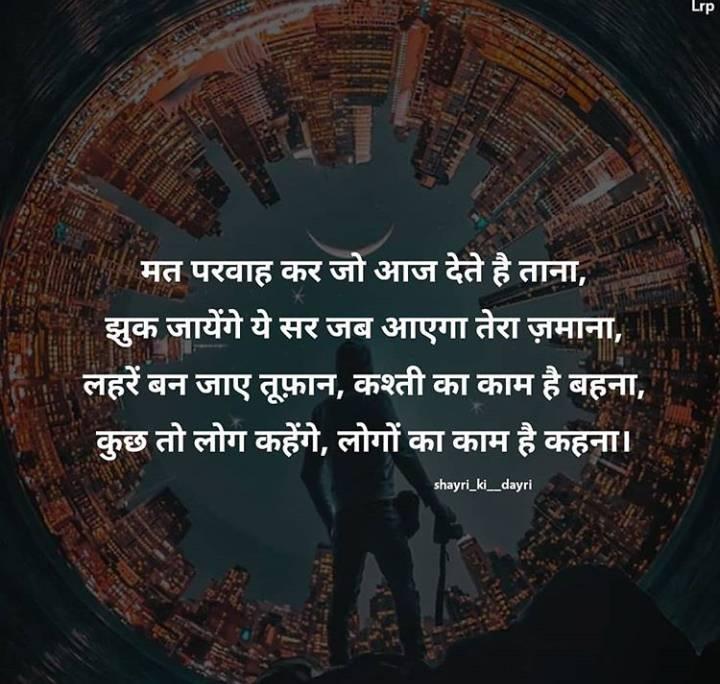 Lrp
मत परवाह कर जो आज देते है ताना,
झुक जायेंगे ये सर जब आएगा तेरा ज़माना,
लहरें बन जाए तूफ़ान, कश्ती का काम है बहना,
कुछ तो लोग कहेंगे, लोगों का काम है कहना।
shayri_ki__dayri